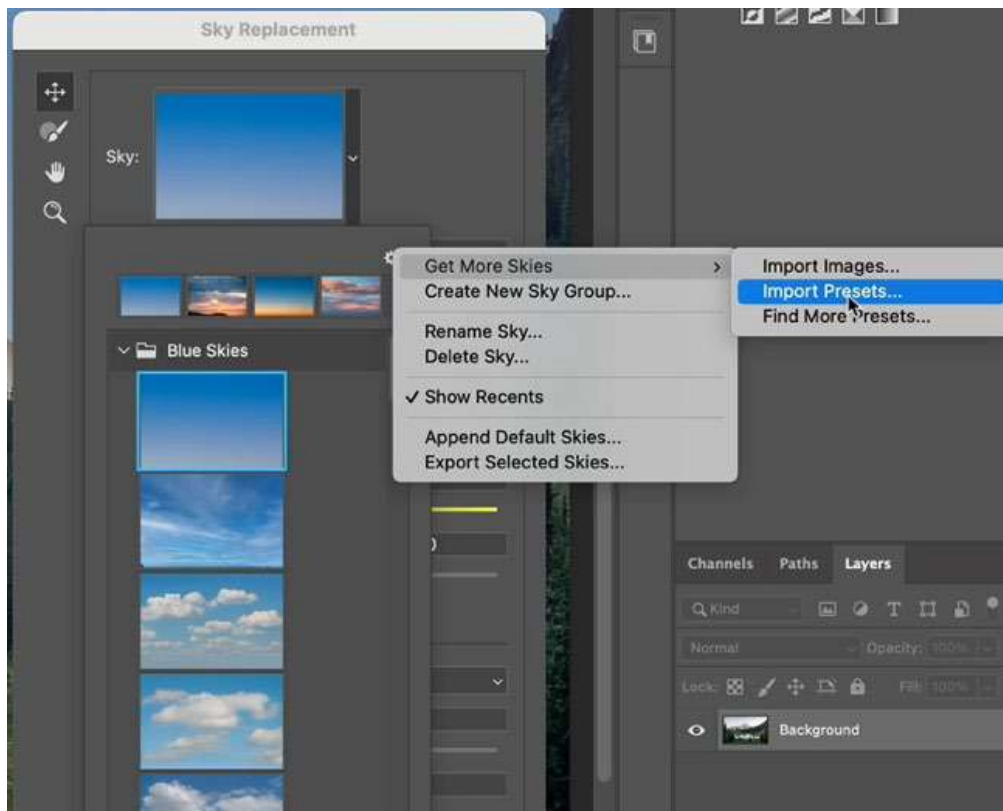 Sky Replacement
Sky:
Get More Skies
Import Images...
Create New Sky Group...
Import Presets...
Find More Presets...
Rename Sky...
Delete Sky...
Blue Skies
Show Recents
Append Default Skies...
Export Selected Skies...
Channels Paths Layers
Kind
Normal Opacity: 100%
Lock: Fill: 100%
Background